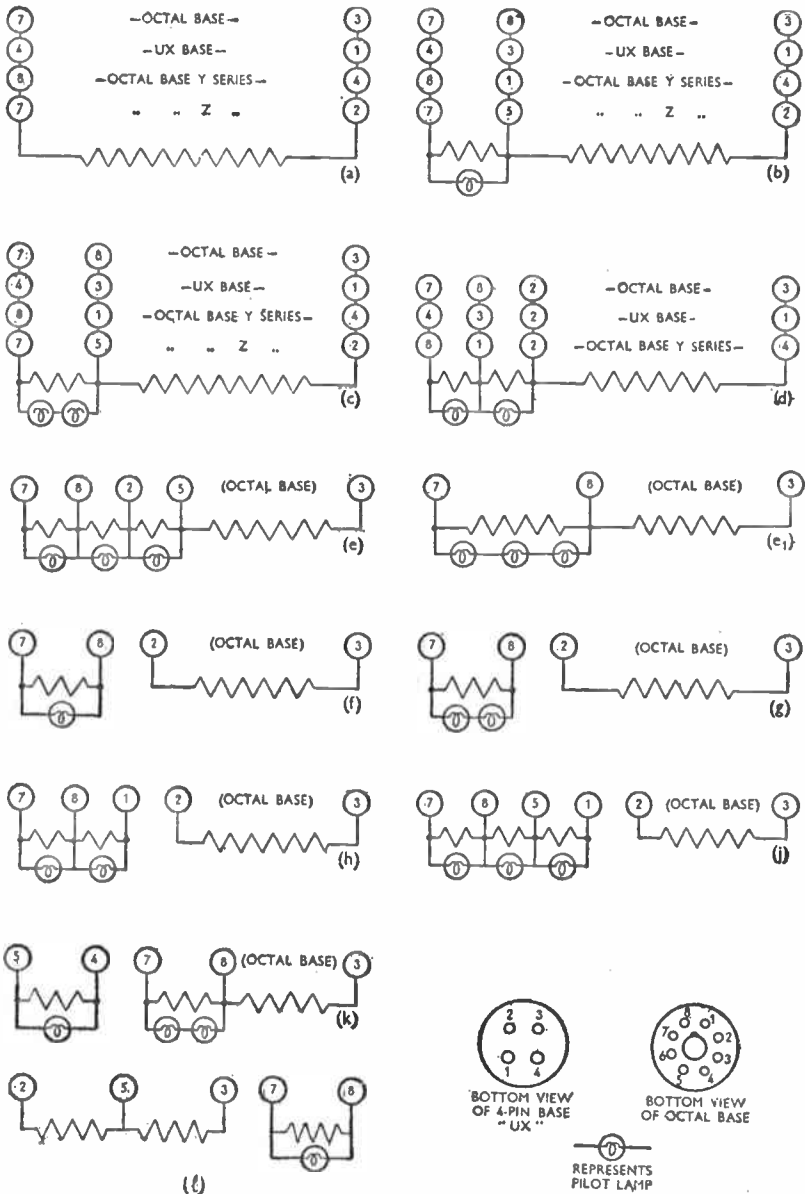 7 -OCTAL BASE- 3
4 -UX BASE- 1
8 -OCTAL BASE Y SERIES- 4
7 " " Z " 2
(a)
7 8 -OCTAL BASE- 3
4 3 -UX BASE- 1
8 1 -OCTAL BASE Y SERIES- 4
7 5 " " Z " 2
(b)
7 8 -OCTAL BASE- 3
4 3 -UX BASE- 1
8 1 -OCTAL BASE Y SERIES- 4
7 5 " " Z " 2
(c)
7 8 2 -OCTAL BASE- 3
4 3 2 -UX BASE- 1
8 1 2 -OCTAL BASE Y SERIES- 4
(d)
7 8 2 5 (OCTAL BASE) 3
(e)
7 8 (OCTAL BASE) 3
(e1)
7 8 2 (OCTAL BASE) 3
(f)
7 8 2 (OCTAL BASE) 3
(g)
7 8 1 2 (OCTAL BASE) 3
(h)
7 8 5 1 2 (OCTAL BASE) 3
(j)
5 4 7 8 (OCTAL BASE) 3
(k)
2 5 3 7 8
(l)
2 3
1 4
BOTTOM VIEW
OF 4-PIN BASE
"UX"
8 1
7 2
6 3
5 4
BOTTOM VIEW
OF OCTAL BASE
REPRESENTS
PILOT LAMP